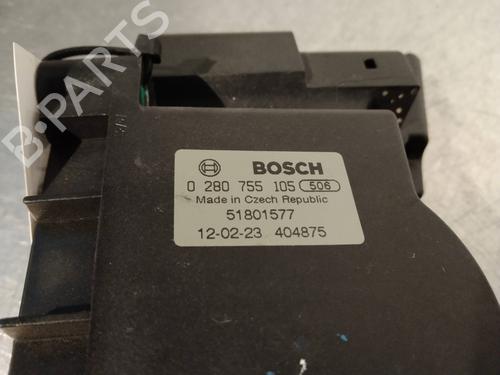 B-PARTS
BOSCH
0 280 755 105 506
Made in Czech Republic
51801577
12-02-23 404875